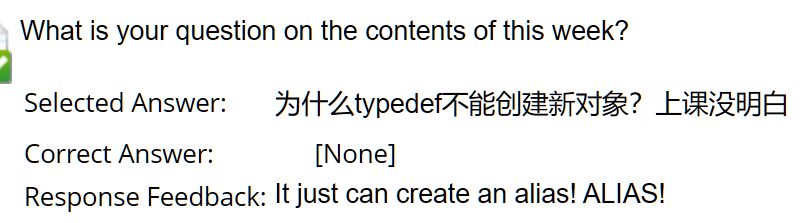 What is your question on the contents of this week?
Selected Answer: 为什么typedef不能创建新对象？上课没明白
Correct Answer: [None]
Response Feedback: It just can create an alias! ALIAS!